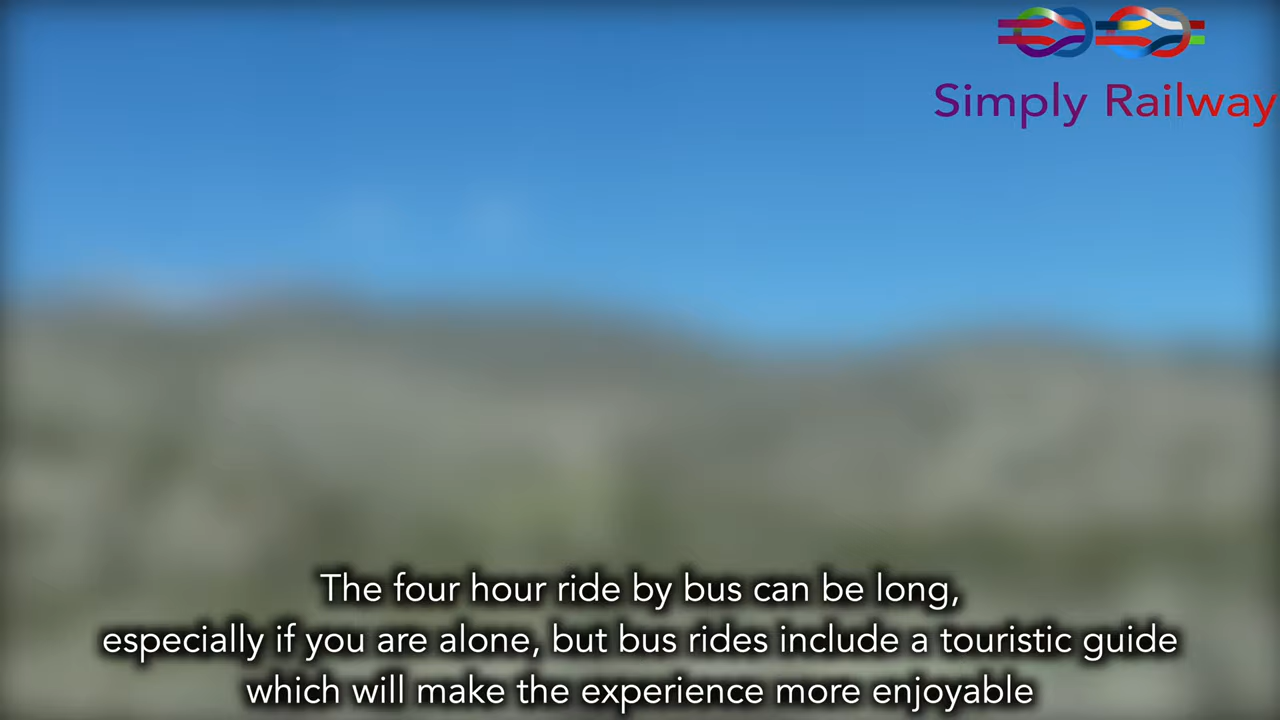 Simply Railway
The four hour ride by bus can be long,
especially if you are alone, but bus rides include a touristic guide
which will make the experience more enjoyable